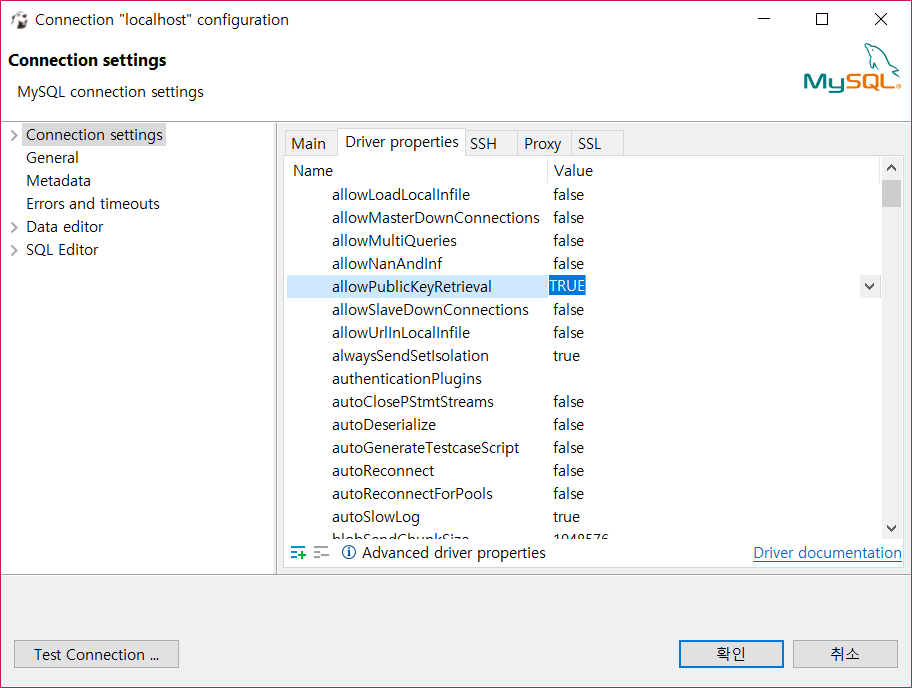 Connection "localhost" configuration
Connection settings
MySQL connection settings
MySQL®
Connection settings
General
Metadata
Errors and timeouts
Data editor
SQL Editor
Main Driver properties SSH Proxy SSL
Name Value
allowLoadLocalInfile false
allowMasterDownConnections false
allowMultiQueries false
allowNanAndInf false
allowPublicKeyRetrieval TRUE
allowSlaveDownConnections false
allowUrlInLocalInfile false
alwaysSendSetIsolation true
authenticationPlugins
autoClosePStmtStreams false
autoDeserialize false
autoGenerateTestcaseScript false
autoReconnect false
autoReconnectForPools false
autoSlowLog true
blobSendChunkSize 1048576
Advanced driver properties Driver documentation
Test Connection ... 확인 취소